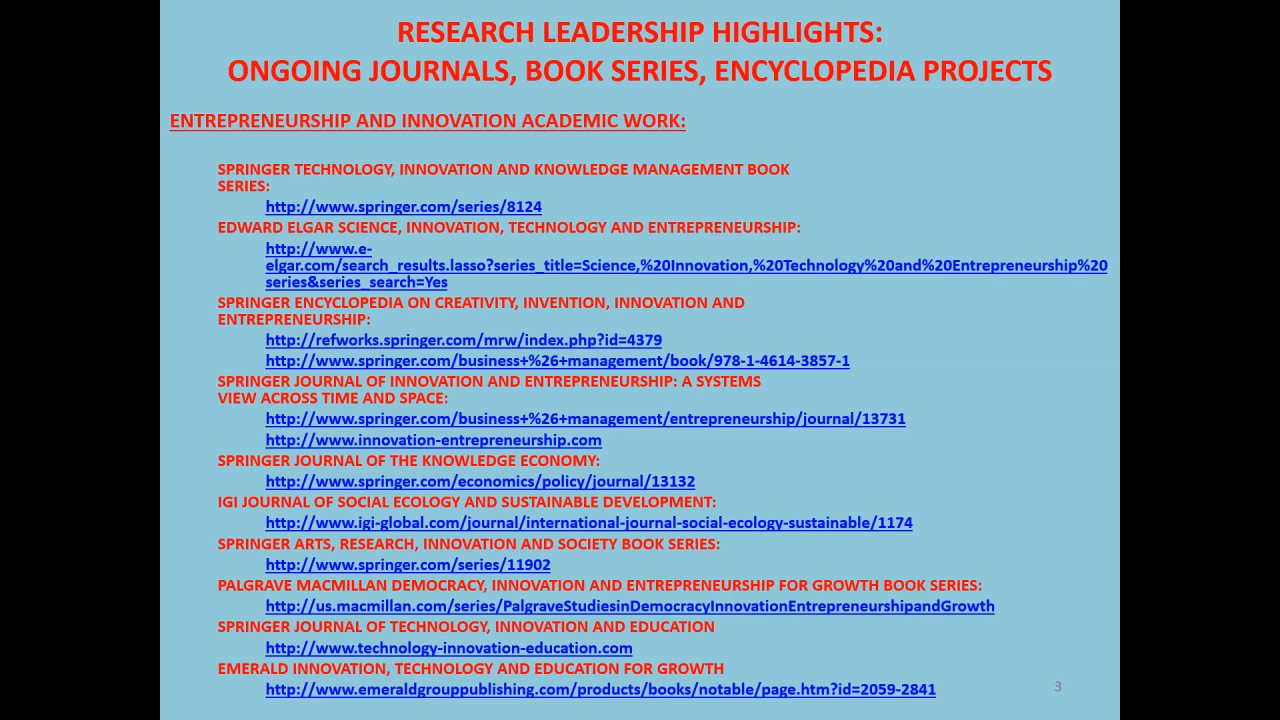 RESEARCH LEADERSHIP HIGHLIGHTS:
ONGOING JOURNALS, BOOK SERIES, ENCYCLOPEDIA PROJECTS
ENTREPRENEURSHIP AND INNOVATION ACADEMIC WORK:
SPRINGER TECHNOLOGY, INNOVATION AND KNOWLEDGE MANAGEMENT BOOK
SERIES:
http://www.springer.com/series/8124
EDWARD ELGAR SCIENCE, INNOVATION, TECHNOLOGY AND ENTREPRENEURSHIP:
http://www.e-
elgar.com/search_results.lasso?series_title=Science,%20Innovation,%20Technology%20and%20Entrepreneurship%20
series&series_search=Yes
SPRINGER ENCYCLOPEDIA ON CREATIVITY, INVENTION, INNOVATION AND
ENTREPRENEURSHIP:
http://refworks.springer.com/mrw/index.php?id=4379
http://www.springer.com/business+%26+management/book/978-1-4614-3857-1
SPRINGER JOURNAL OF INNOVATION AND ENTREPRENEURSHIP: A SYSTEMS
VIEW ACROSS TIME AND SPACE:
http://www.springer.com/business+%26+management/entrepreneurship/journal/13731
http://www.innovation-entrepreneurship.com
SPRINGER JOURNAL OF THE KNOWLEDGE ECONOMY:
http://www.springer.com/economics/policy/journal/13132
IGI JOURNAL OF SOCIAL ECOLOGY AND SUSTAINABLE DEVELOPMENT:
http://www.igi-global.com/journal/international-journal-social-ecology-sustainable/1174
SPRINGER ARTS, RESEARCH, INNOVATION AND SOCIETY BOOK SERIES:
http://www.springer.com/series/11902
PALGRAVE MACMILLAN DEMOCRACY, INNOVATION AND ENTREPRENEURSHIP FOR GROWTH BOOK SERIES:
http://us.macmillan.com/series/PalgraveStudiesinDemocracyInnovationEntrepreneurshipandGrowth
SPRINGER JOURNAL OF TECHNOLOGY, INNOVATION AND EDUCATION
http://www.technology-innovation-education.com
EMERALD INNOVATION, TECHNOLOGY AND EDUCATION FOR GROWTH
http://www.emeraldgrouppublishing.com/products/books/notable/page.htm?id=2059-2841
3